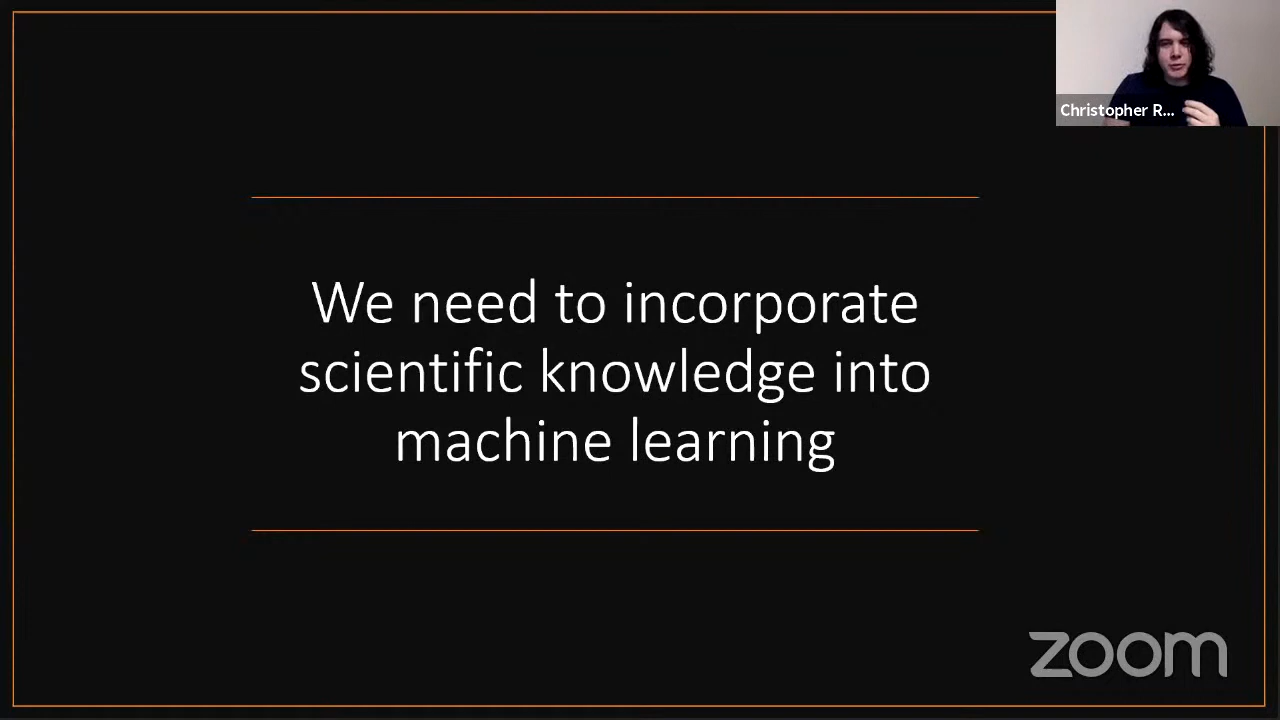 Christopher R...
We need to incorporate
scientific knowledge into
machine learning
zoom